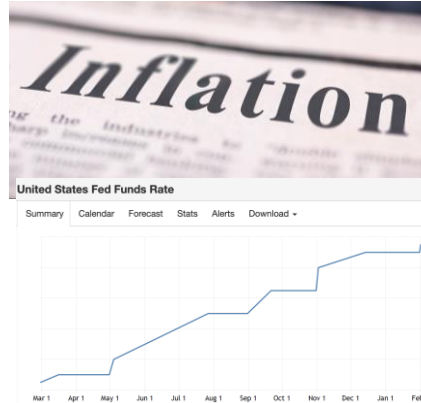 Inflation
the industries to
United States Fed Funds Rate
Summary Calendar Forecast Stats Alerts Download
Mar 1 Apr 1 May 1 Jun 1 Jul 1 Aug 1 Sep 1 Oct 1 Nov 1 Dec 1 Jan 1 Feb